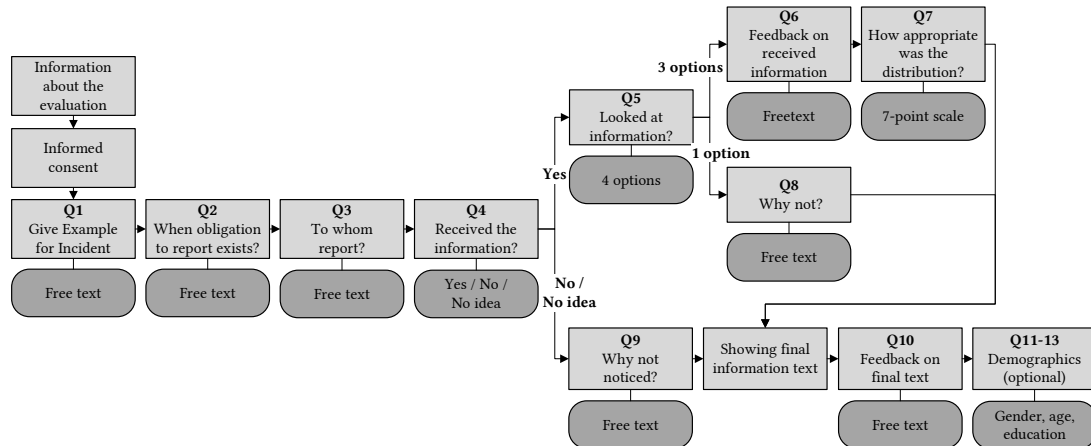 Information
about the
evaluation
Informed
consent
Q1
Give Example
for Incident
Free text
Q2
When obligation
to report exists?
Free text
Q3
To whom
report?
Free text
Q4
Received the
information?
Yes / No /
No idea
Yes
No /
No idea
Q5
Looked at
information?
4 options
3 options
1 option
Q6
Feedback on
received
information
Freetext
Q7
How appropriate
was the
distribution?
7-point scale
Q8
Why not?
Free text
Q9
Why not
noticed?
Free text
Showing final
information text
Q10
Feedback on
final text
Free text
Q11-13
Demographics
(optional)
Gender, age,
education